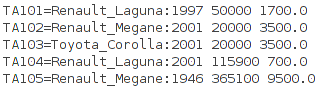 TA101=Renault_Laguna:1997 50000 1700.0
TA102=Renault_Megane:2001 20000 3500.0
TA103=Toyota_Corolla:2001 20000 3500.0
TA104=Renault_Laguna:2001 115900 700.0
TA105=Renault_Megane:1946 365100 9500.0